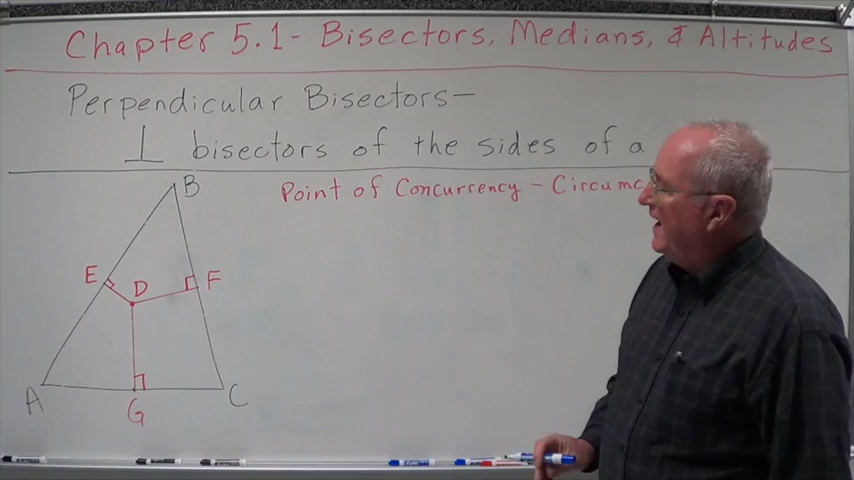 Chapter 5.1- Bisectors, Medians, & Altitudes
Perpendicular Bisectors-
⊥ bisectors of the sides of a
Point of Concurrency - Circumc
B
E
D
F
A
G
C